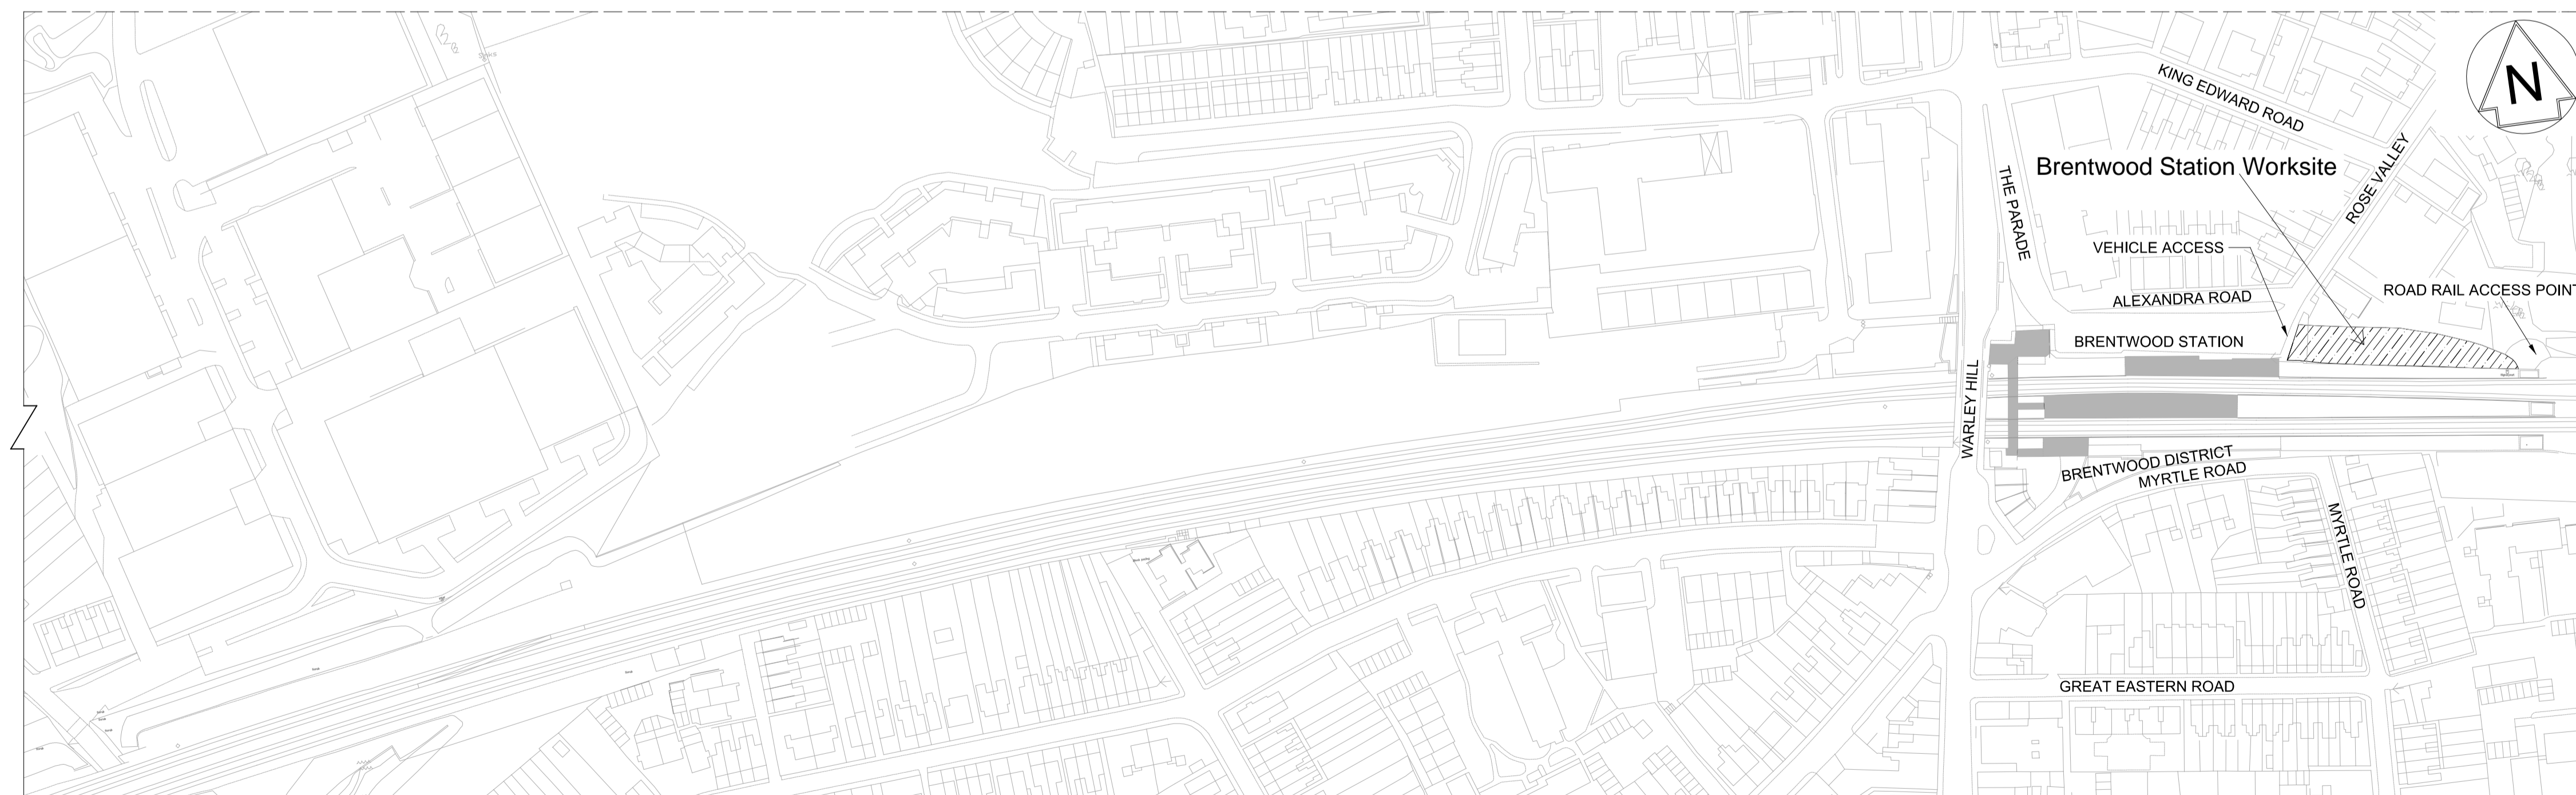 N
KING EDWARD ROAD
Brentwood Station Worksite
ROSE VALLEY
THE PARADE
VEHICLE ACCESS
ROAD RAIL ACCESS POINT
ALEXANDRA ROAD
BRENTWOOD STATION
WARLEY HILL
BRENTWOOD DISTRICT
MYRTLE ROAD
MYRTLE ROAD
GREAT EASTERN ROAD